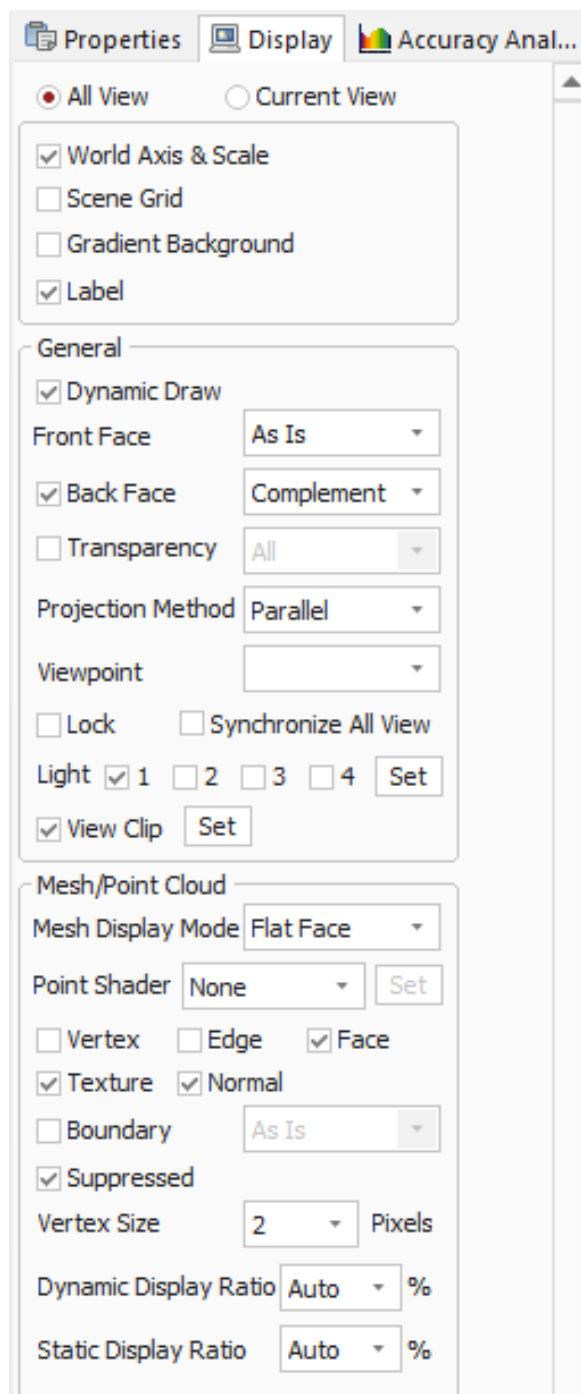 Properties Display Accuracy Anal...
All View Current View
World Axis & Scale
Scene Grid
Gradient Background
Label
General
Dynamic Draw
Front Face As Is
Back Face Complement
Transparency All
Projection Method Parallel
Viewpoint
Lock Synchronize All View
Light 1 2 3 4 Set
View Clip Set
Mesh/Point Cloud
Mesh Display Mode Flat Face
Point Shader None Set
Vertex Edge Face
Texture Normal
Boundary As Is
Suppressed
Vertex Size 2 Pixels
Dynamic Display Ratio Auto %
Static Display Ratio Auto %